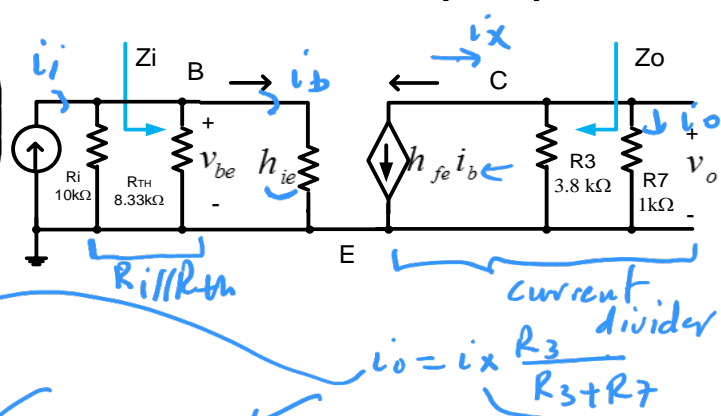 ix
ii
Zi
B
ib
C
Zo
io
+
vbe
-
hie
hfe ib
Ri
10kΩ
RTH
8.33kΩ
R3
3.8 kΩ
R7
1kΩ
+
vo
-
E
Ri//Rth
current
divider
io = ix R3
R3+R7